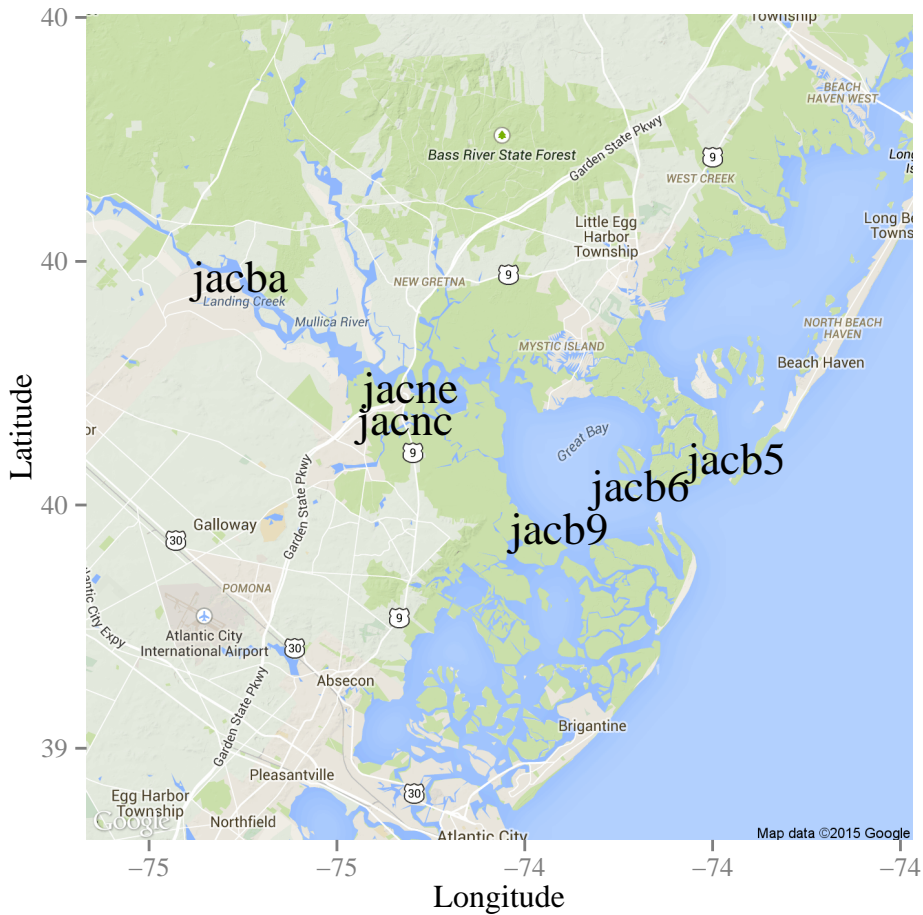 40
Township
BEACH
HAVEN WEST
Garden State Pkwy
Bass River State Forest
9
WEST CREEK
Long Be
Towns
Little Egg
Harbor
Township
40
NEW GRETNA
9
jacba
Landing Creek
Mullica River
NORTH BEACH
HAVEN
MYSTIC ISLAND
Beach Haven
jacne
jacnc
or
9
Great Bay
jacb5
jacb6
40
jacb9
Garden State Pkwy
Galloway
30
POMONA
Atlantic City
International Airport
9
30
Absecon
Garden State Pkwy
Brigantine
39
Pleasantville
30
Egg Harbor
Township
Northfield
Google
Atlantic City
Map data ©2015 Google
Latitude
−75
−75
−74
−74
−74
Longitude